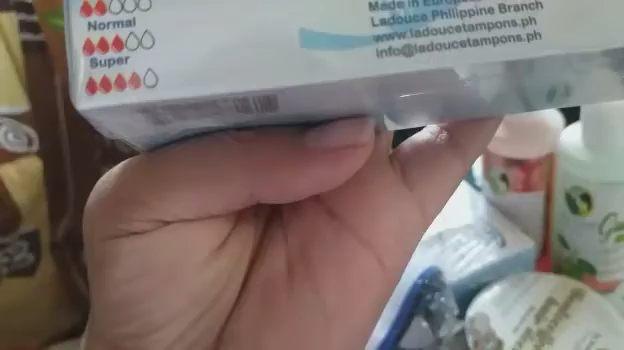 Normal
Super
Made in Europe
Ladouce Philippine Branch
www.ladoucetampons.ph
info@ladoucetampons.ph